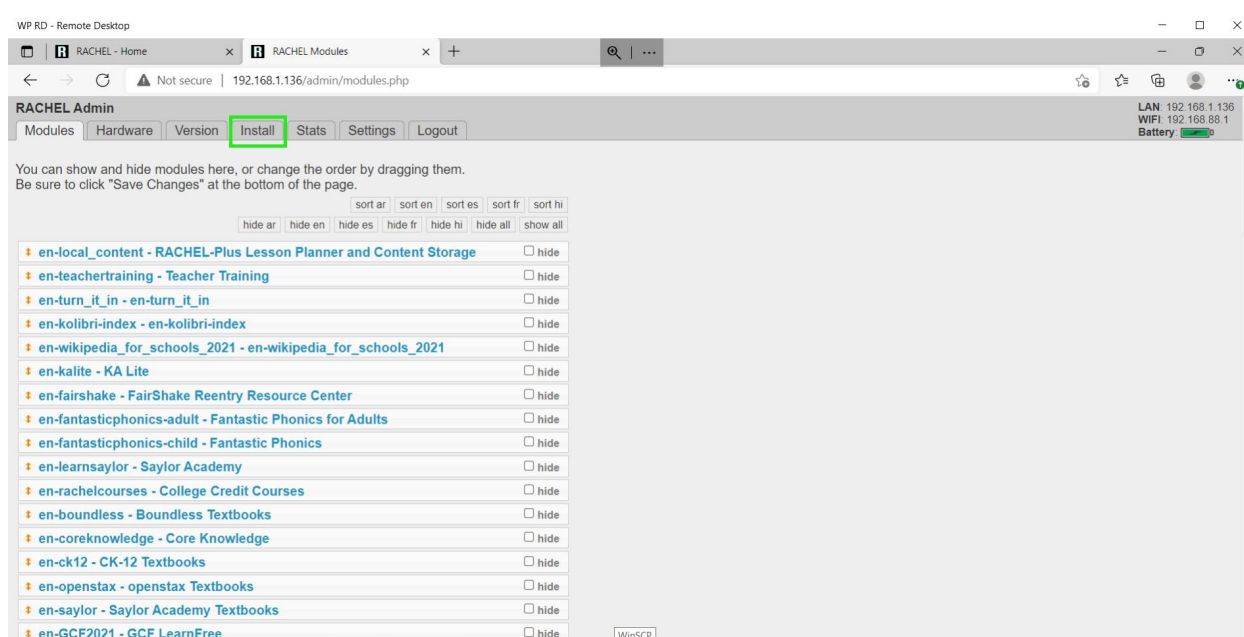 WP RD - Remote Desktop
RACHEL - Home
RACHEL Modules
Not secure | 192.168.1.136/admin/modules.php
RACHEL Admin
LAN: 192.168.1.136
WIFI: 192.168.88.1
Battery:
Modules Hardware Version Install Stats Settings Logout
You can show and hide modules here, or change the order by dragging them.
Be sure to click "Save Changes" at the bottom of the page.
sort ar sort en sort es sort fr sort hi
hide ar hide en hide es hide fr hide hi hide all show all
en-local_content - RACHEL-Plus Lesson Planner and Content Storage hide
en-teachertraining - Teacher Training hide
en-turn_it_in - en-turn_it_in hide
en-kolibri-index - en-kolibri-index hide
en-wikipedia_for_schools_2021 - en-wikipedia_for_schools_2021 hide
en-kalite - KA Lite hide
en-fairshake - FairShake Reentry Resource Center hide
en-fantasticphonics-adult - Fantastic Phonics for Adults hide
en-fantasticphonics-child - Fantastic Phonics hide
en-learnsaylor - Saylor Academy hide
en-rachelcourses - College Credit Courses hide
en-boundless - Boundless Textbooks hide
en-coreknowledge - Core Knowledge hide
en-ck12 - CK-12 Textbooks hide
en-openstax - openstax Textbooks hide
en-saylor - Saylor Academy Textbooks hide
en-GCF2021 - GCF LearnFree hide
WinSCP